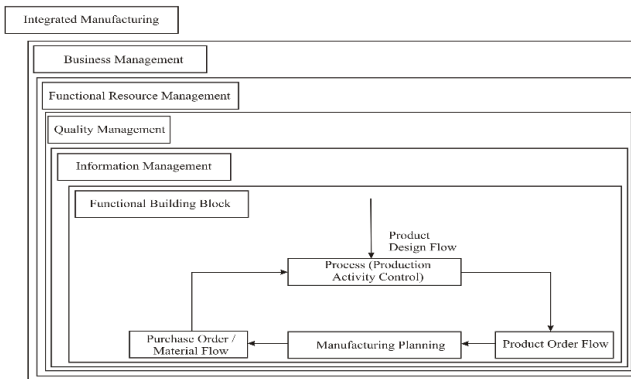 Integrated Manufacturing
Business Management
Functional Resource Management
Quality Management
Information Management
Functional Building Block
Product
Design Flow
Process (Production
Activity Control)
Purchase Order /
Material Flow
Manufacturing Planning
Product Order Flow